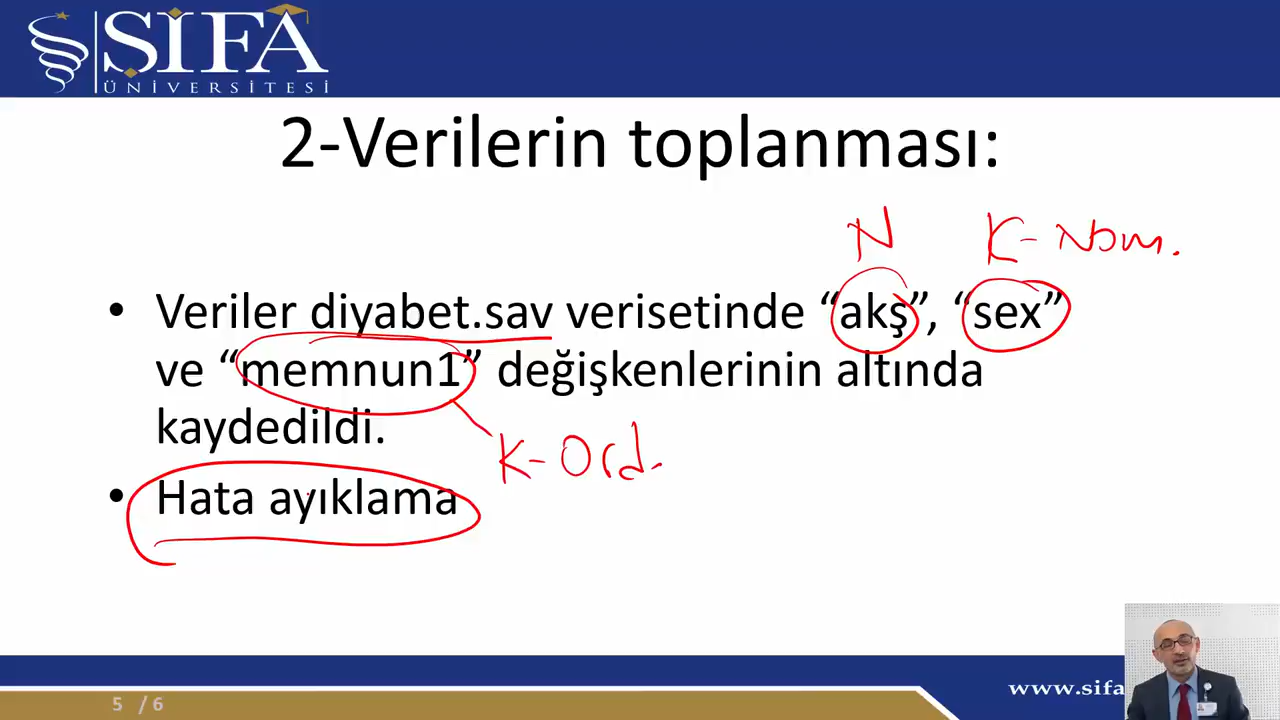 ŞİFA
ÜNİVERSİTESİ
2-Verilerin toplanması:
N K-Nom.
• Veriler diyabet.sav verisetinde “akş”, “sex”
ve “memnun1” değişkenlerinin altında
kaydedildi.
K-Ord.
• Hata ayıklama
www.sifa
5 / 6